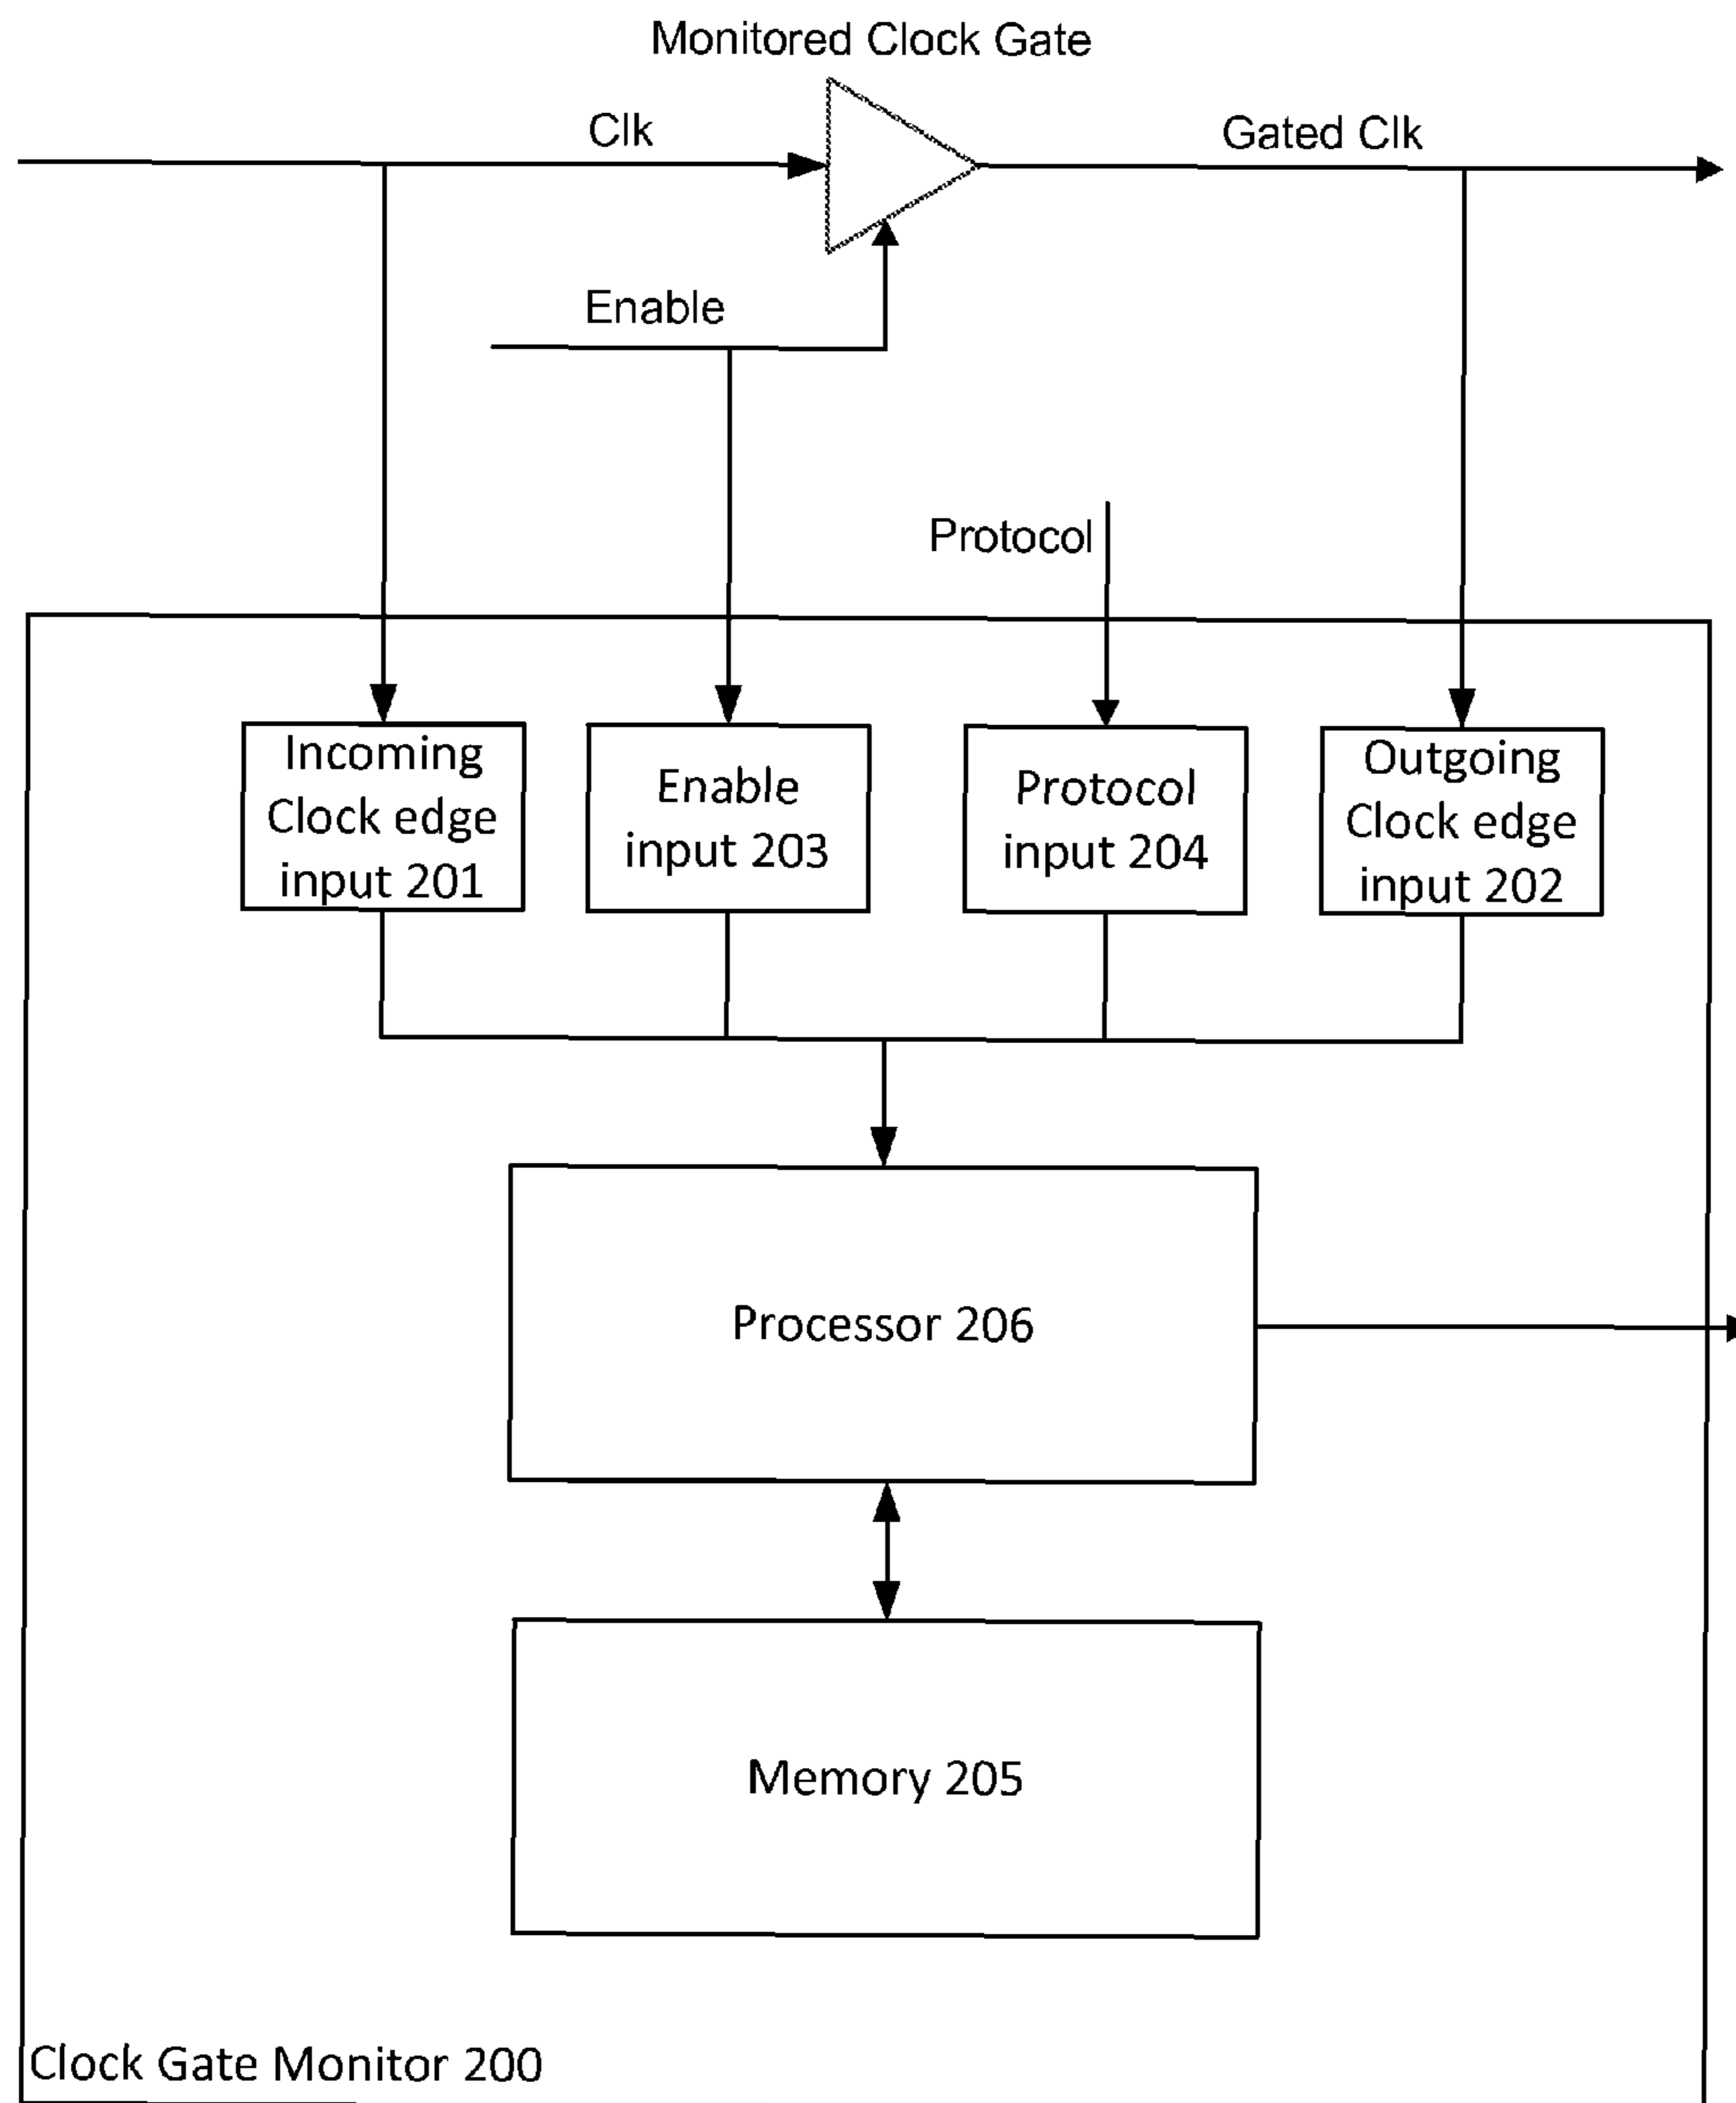 Monitored Clock Gate
Clk
Gated Clk
Enable
Protocol
Incoming
Clock edge
input 201
Enable
input 203
Protocol
input 204
Outgoing
Clock edge
input 202
Processor 206
Memory 205
Clock Gate Monitor 200